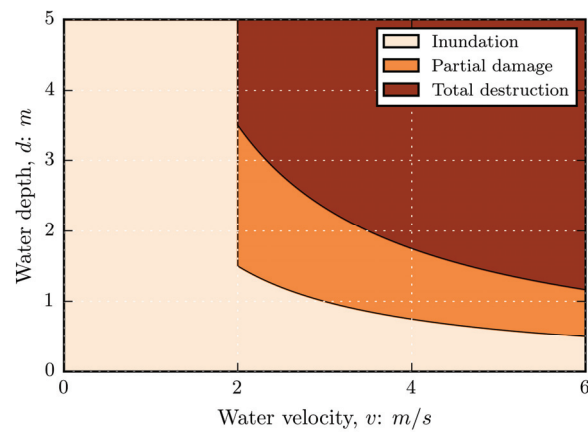 5
4
3
2
1
0
Water depth, d: m
Inundation
Partial damage
Total destruction
0
2
4
6
Water velocity, v: m/s